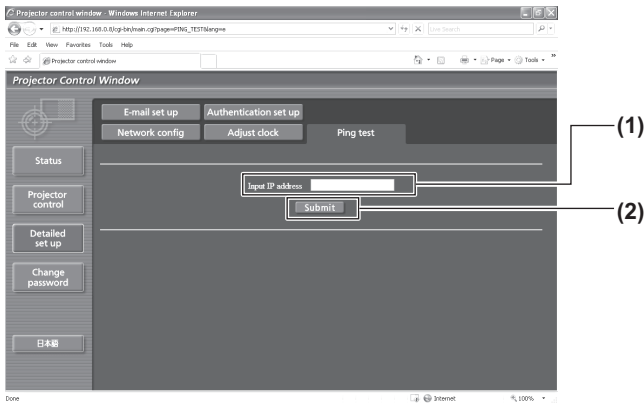 Projector control window - Windows Internet Explorer
http://192.168.0.8/cgi-bin/main.cgi?page=PING_TEST&lang=e
Live Search
File Edit View Favorites Tools Help
Projector control window
Page Tools
Projector Control Window
E-mail set up Authentication set up
Network config Adjust clock Ping test
(1)
Status
Input IP address
Projector
control
Submit
(2)
Detailed
set up
Change
password
日本語
Done
Internet
100%